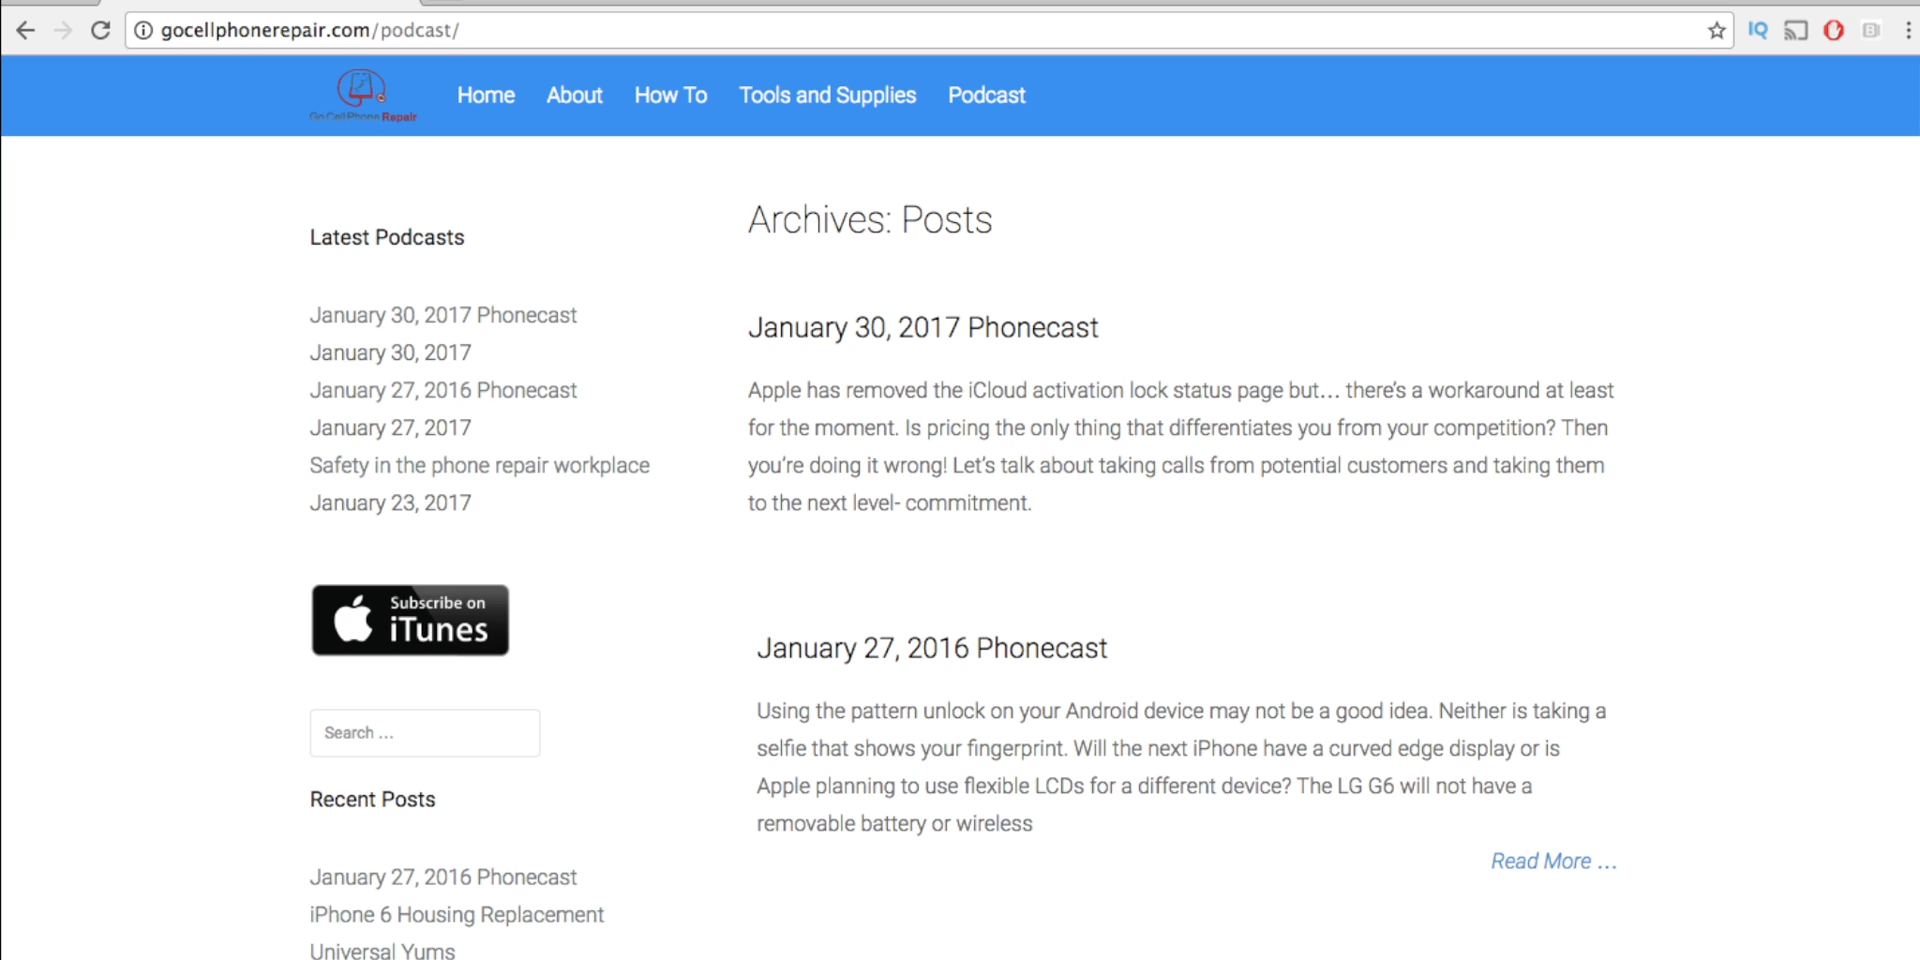 gocellphonerepair.com/podcast/
IQ
Go Cell Phone Repair
Home About How To Tools and Supplies Podcast
Latest Podcasts
January 30, 2017 Phonecast
January 30, 2017
January 27, 2016 Phonecast
January 27, 2017
Safety in the phone repair workplace
January 23, 2017
Subscribe on
iTunes
Search ...
Recent Posts
January 27, 2016 Phonecast
iPhone 6 Housing Replacement
Universal Yums
Archives: Posts
January 30, 2017 Phonecast
Apple has removed the iCloud activation lock status page but… there’s a workaround at least
for the moment. Is pricing the only thing that differentiates you from your competition? Then
you’re doing it wrong! Let’s talk about taking calls from potential customers and taking them
to the next level- commitment.
January 27, 2016 Phonecast
Using the pattern unlock on your Android device may not be a good idea. Neither is taking a
selfie that shows your fingerprint. Will the next iPhone have a curved edge display or is
Apple planning to use flexible LCDs for a different device? The LG G6 will not have a
removable battery or wireless
Read More …